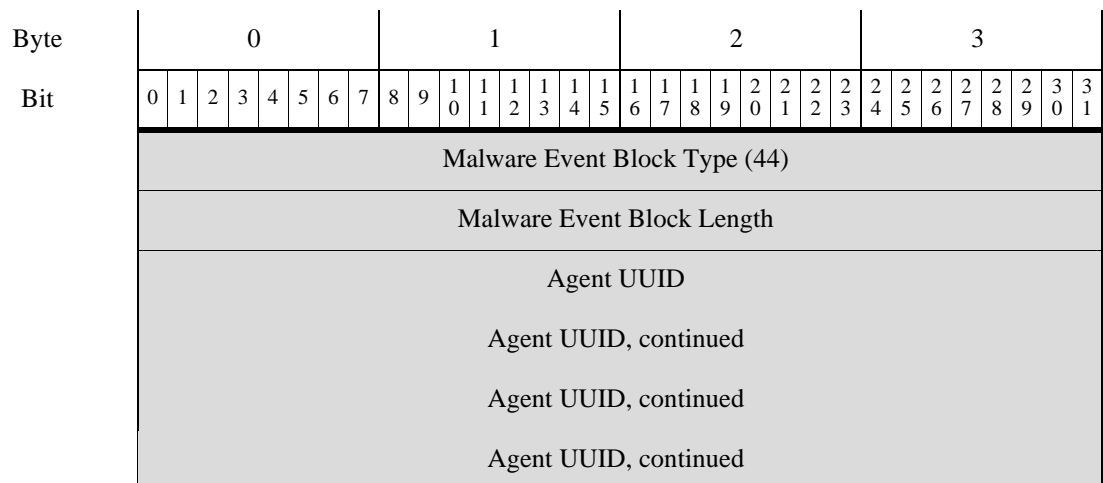 Byte 0 1 2 3
Bit 0 1 2 3 4 5 6 7 8 9 10 11 12 13 14 15 16 17 18 19 20 21 22 23 24 25 26 27 28 29 30 31
Malware Event Block Type (44)
Malware Event Block Length
Agent UUID
Agent UUID, continued
Agent UUID, continued
Agent UUID, continued